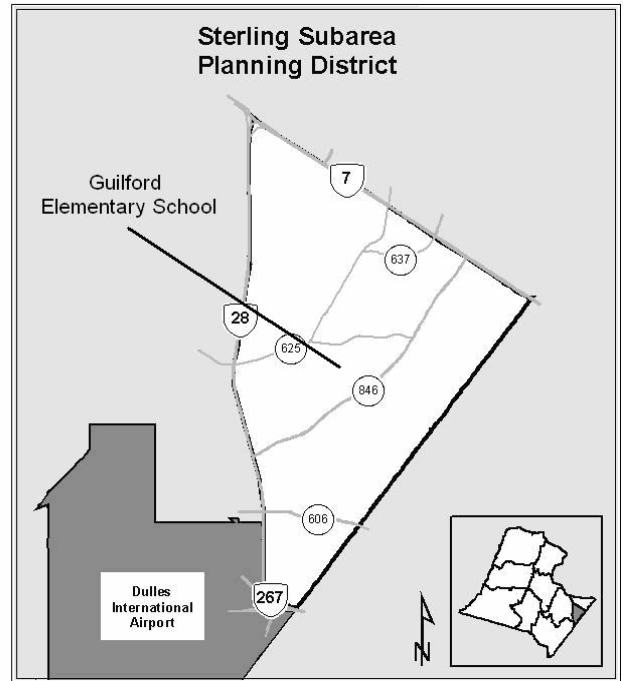 Sterling Subarea
Planning District
7
Guilford
Elementary School
637
28
625
846
606
267
Dulles
International
Airport
N